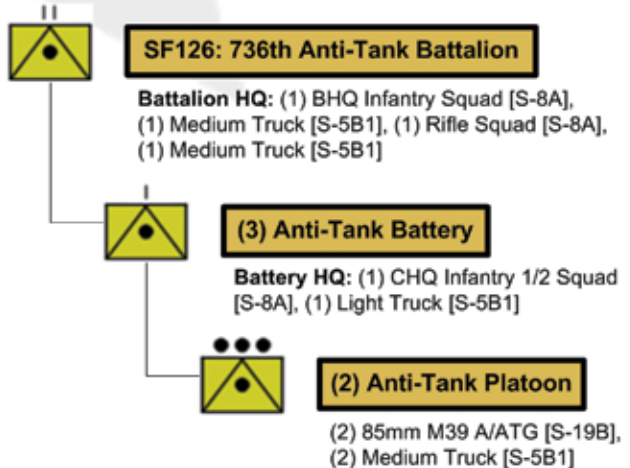 SF126: 736th Anti-Tank Battalion
Battalion HQ: (1) BHQ Infantry Squad [S-8A],
(1) Medium Truck [S-5B1], (1) Rifle Squad [S-8A],
(1) Medium Truck [S-5B1]
(3) Anti-Tank Battery
Battery HQ: (1) CHQ Infantry 1/2 Squad
[S-8A], (1) Light Truck [S-5B1]
(2) Anti-Tank Platoon
(2) 85mm M39 A/ATG [S-19B],
(2) Medium Truck [S-5B1]